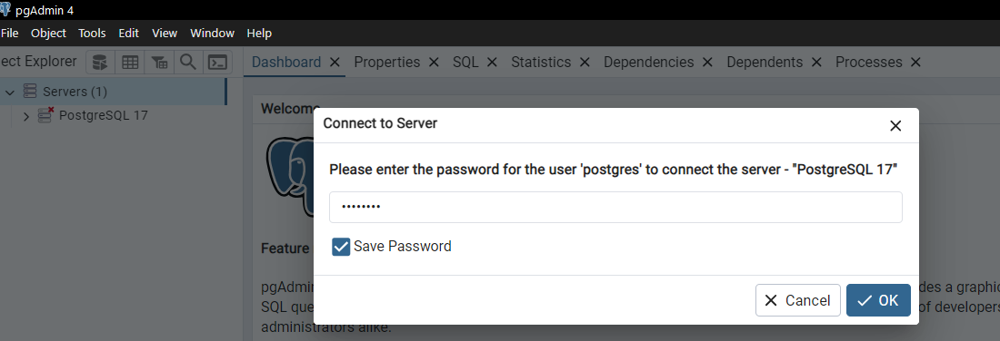 pgAdmin 4
File Object Tools Edit View Window Help
ect Explorer
Dashboard Properties SQL Statistics Dependencies Dependents Processes
Servers (1)
PostgreSQL 17
Welcome
Connect to Server
Please enter the password for the user 'postgres' to connect the server - "PostgreSQL 17"
••••••••
Save Password
Cancel OK
Feature
pgAdmin
des a graphic
SQL que
of developers
administrators alike.